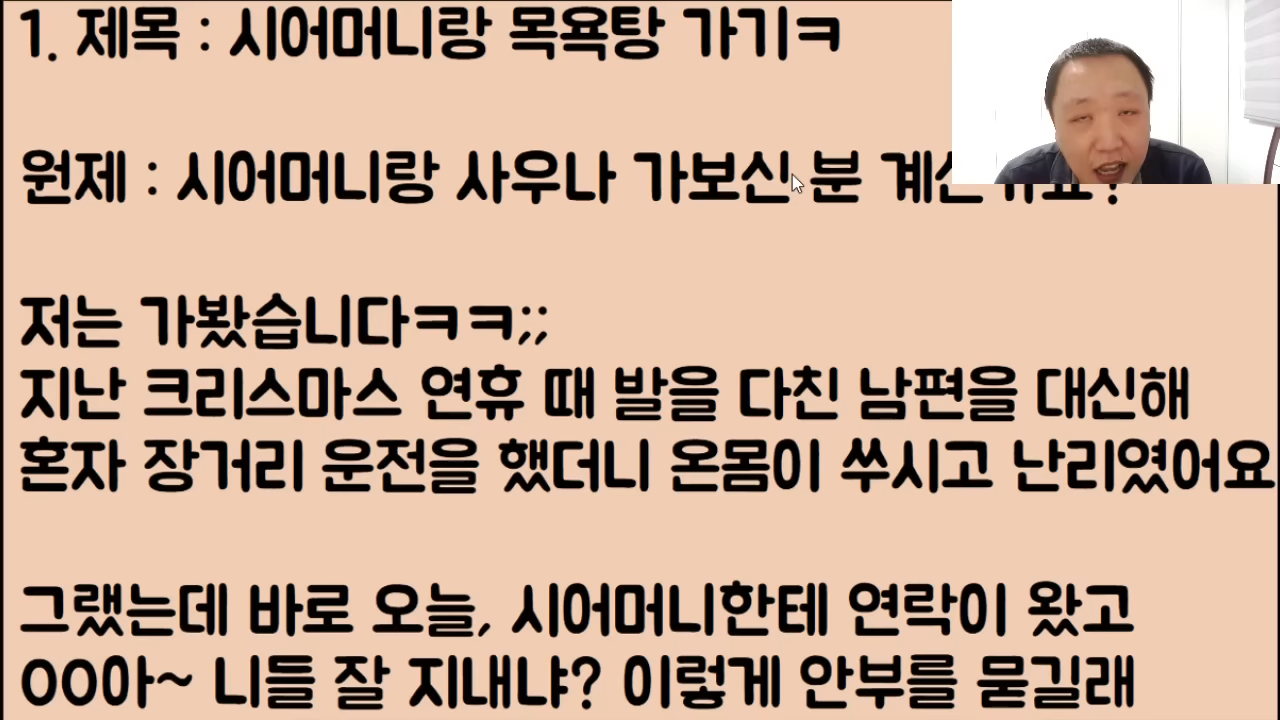 1. 제목 : 시어머니랑 목욕탕 가기ㅋ
원제 : 시어머니랑 사우나 가보신 분
저는 가봤습니다ㅋㅋ;;
지난 크리스마스 연휴 때 발을 다친 남편을 대신해
혼자 장거리 운전을 했더니 온몸이 쑤시고 난리였어요
그랬는데 바로 오늘, 시어머니한테 연락이 왔고
OO아~ 니들 잘 지내냐? 이렇게 안부를 묻길래